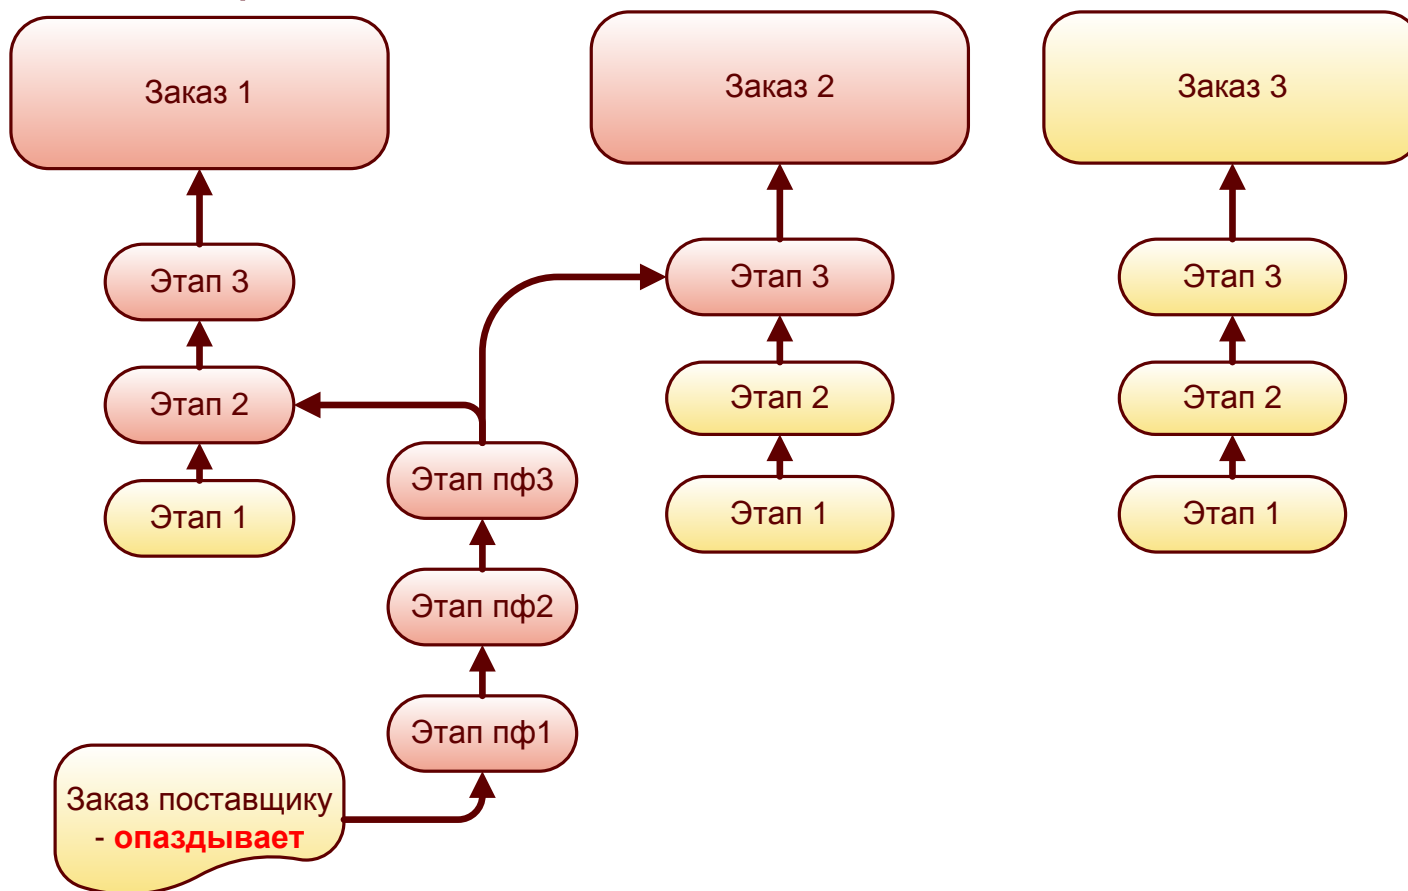 Заказ 1
Заказ 2
Заказ 3
Этап 3
Этап 3
Этап 3
Этап 2
Этап 2
Этап 2
Этап пф3
Этап 1
Этап 1
Этап 1
Этап пф2
Этап пф1
Заказ поставщику
- опаздывает